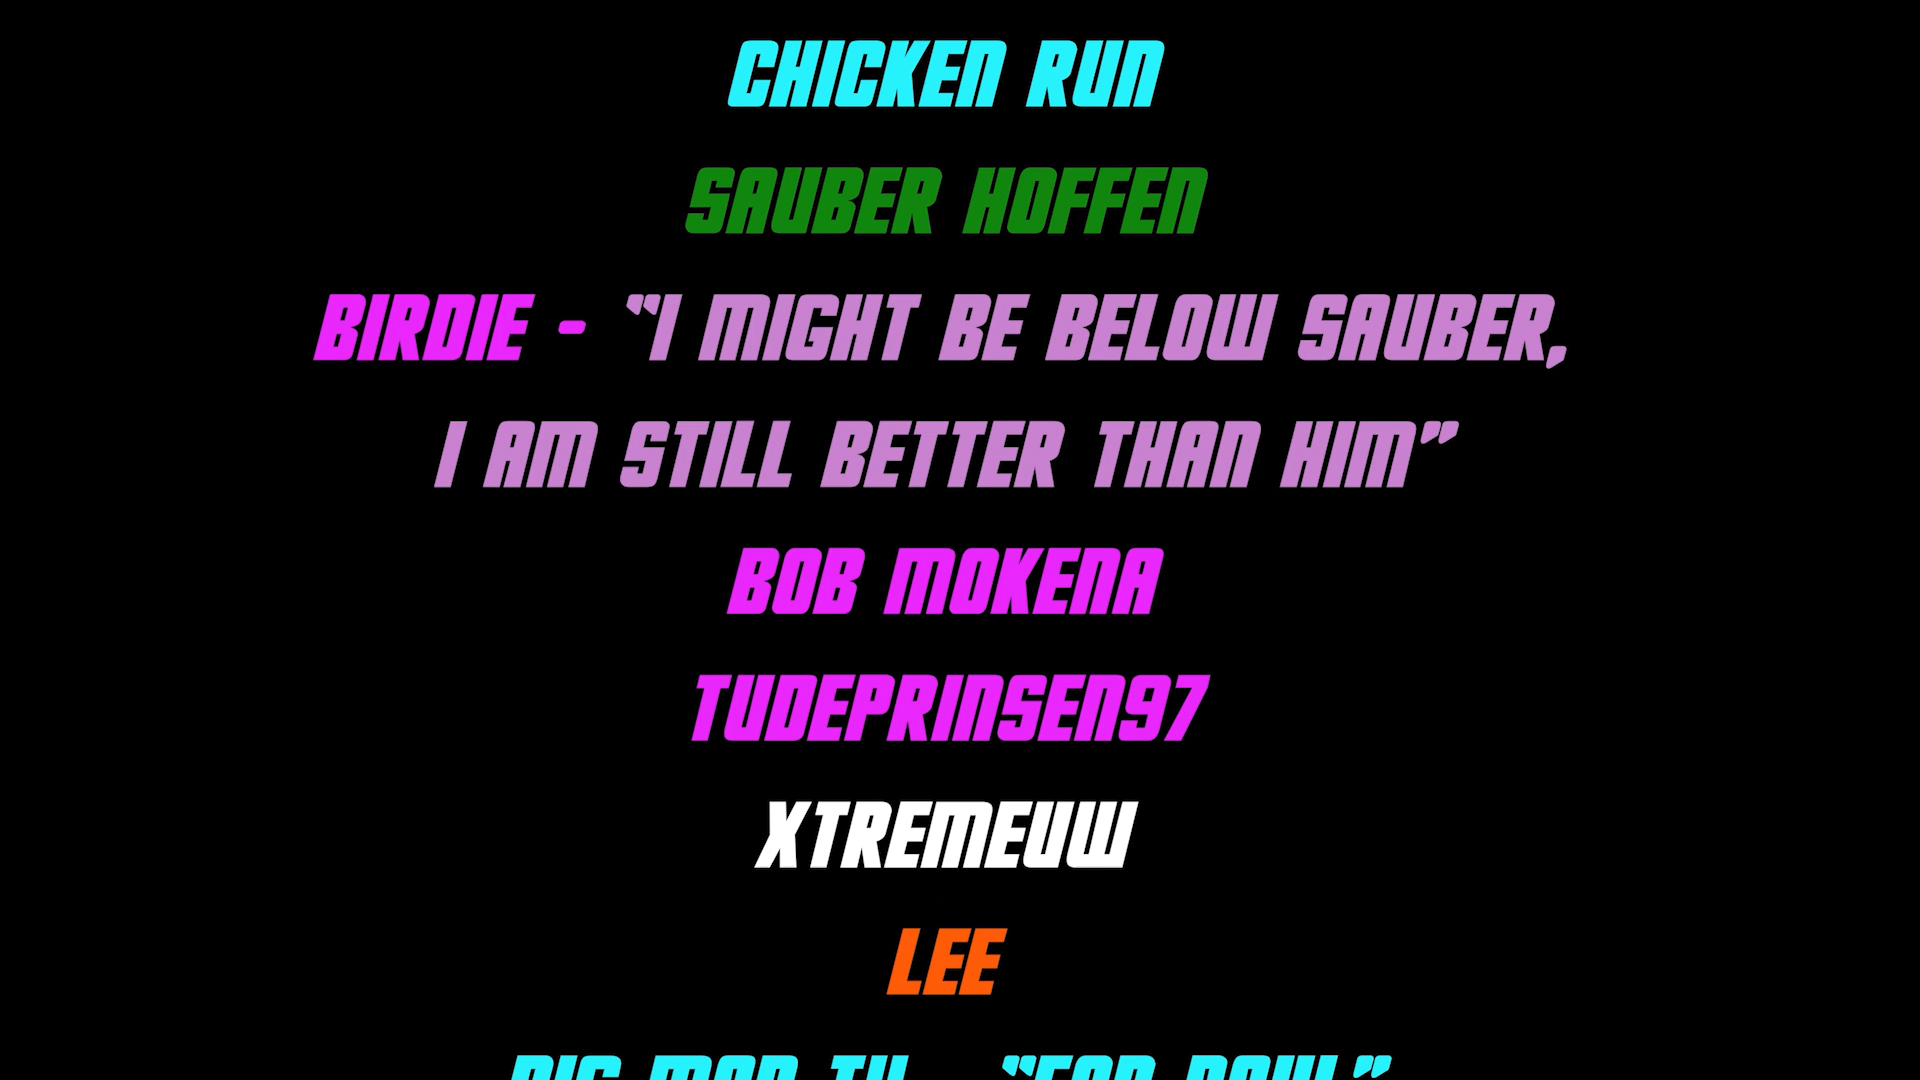 CHICKEN RUN
SAUBER HOFFEN
BIRDIE - “I MIGHT BE BELOW SAUBER,
I AM STILL BETTER THAN HIM”
BOB MOKENA
TUDEPRINSEN97
XTREMEUW
LEE